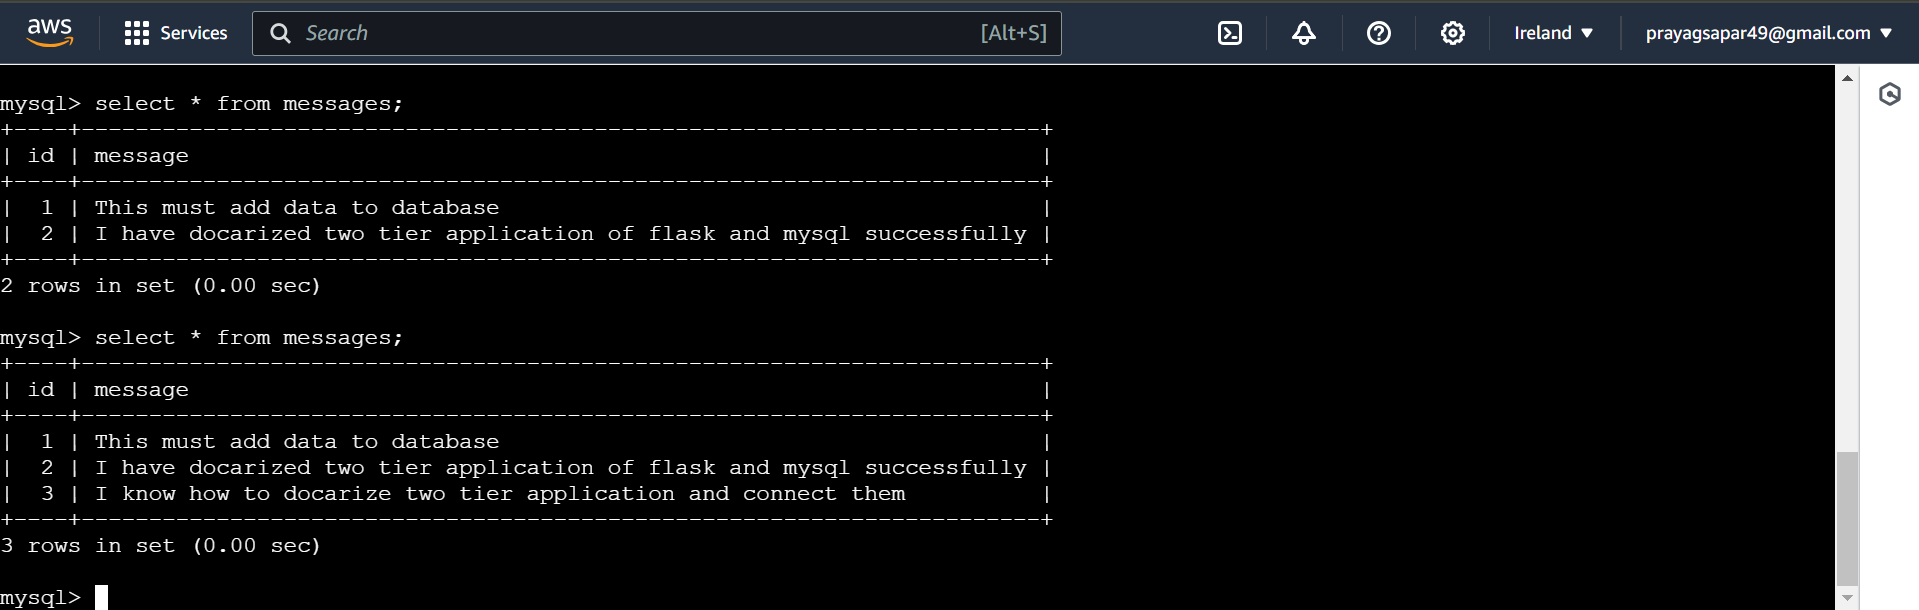 aws Services Search [Alt+S] Ireland prayagsapar49@gmail.com
mysql> select * from messages;
+----+-----------------------------------------------------------------------+
| id | message                                                               |
+----+-----------------------------------------------------------------------+
|  1 | This must add data to database                                        |
|  2 | I have docarized two tier application of flask and mysql successfully |
+----+-----------------------------------------------------------------------+
2 rows in set (0.00 sec)
mysql> select * from messages;
+----+-----------------------------------------------------------------------+
| id | message                                                               |
+----+-----------------------------------------------------------------------+
|  1 | This must add data to database                                        |
|  2 | I have docarized two tier application of flask and mysql successfully |
|  3 | I know how to docarize two tier application and connect them          |
+----+-----------------------------------------------------------------------+
3 rows in set (0.00 sec)
mysql>